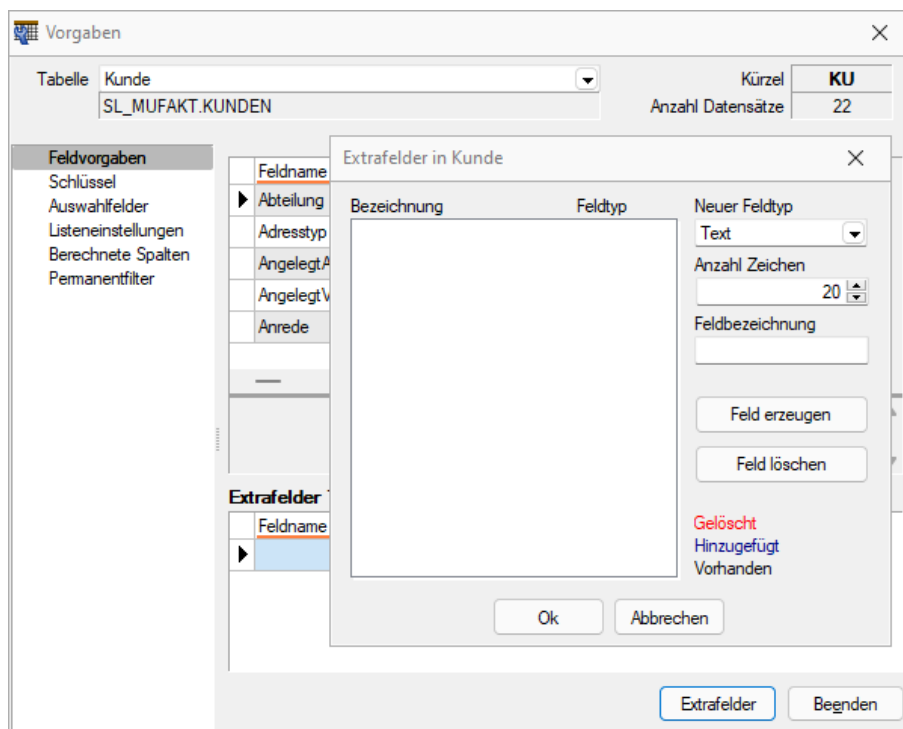 Vorgaben
Tabelle Kunde Kürzel KU
SL_MUFAKT.KUNDEN Anzahl Datensätze 22
Feldvorgaben
Schlüssel
Auswahlfelder
Listeneinstellungen
Berechnete Spalten
Permanentfilter
Feldname
Abteilung
Adresstyp
AngelegtA
AngelegtV
Anrede
Extrafelder
Feldname
Extrafelder in Kunde
Bezeichnung Feldtyp
Neuer Feldtyp
Text
Anzahl Zeichen
20
Feldbezeichnung
Feld erzeugen
Feld löschen
Gelöscht
Hinzugefügt
Vorhanden
Ok Abbrechen
Extrafelder Beenden